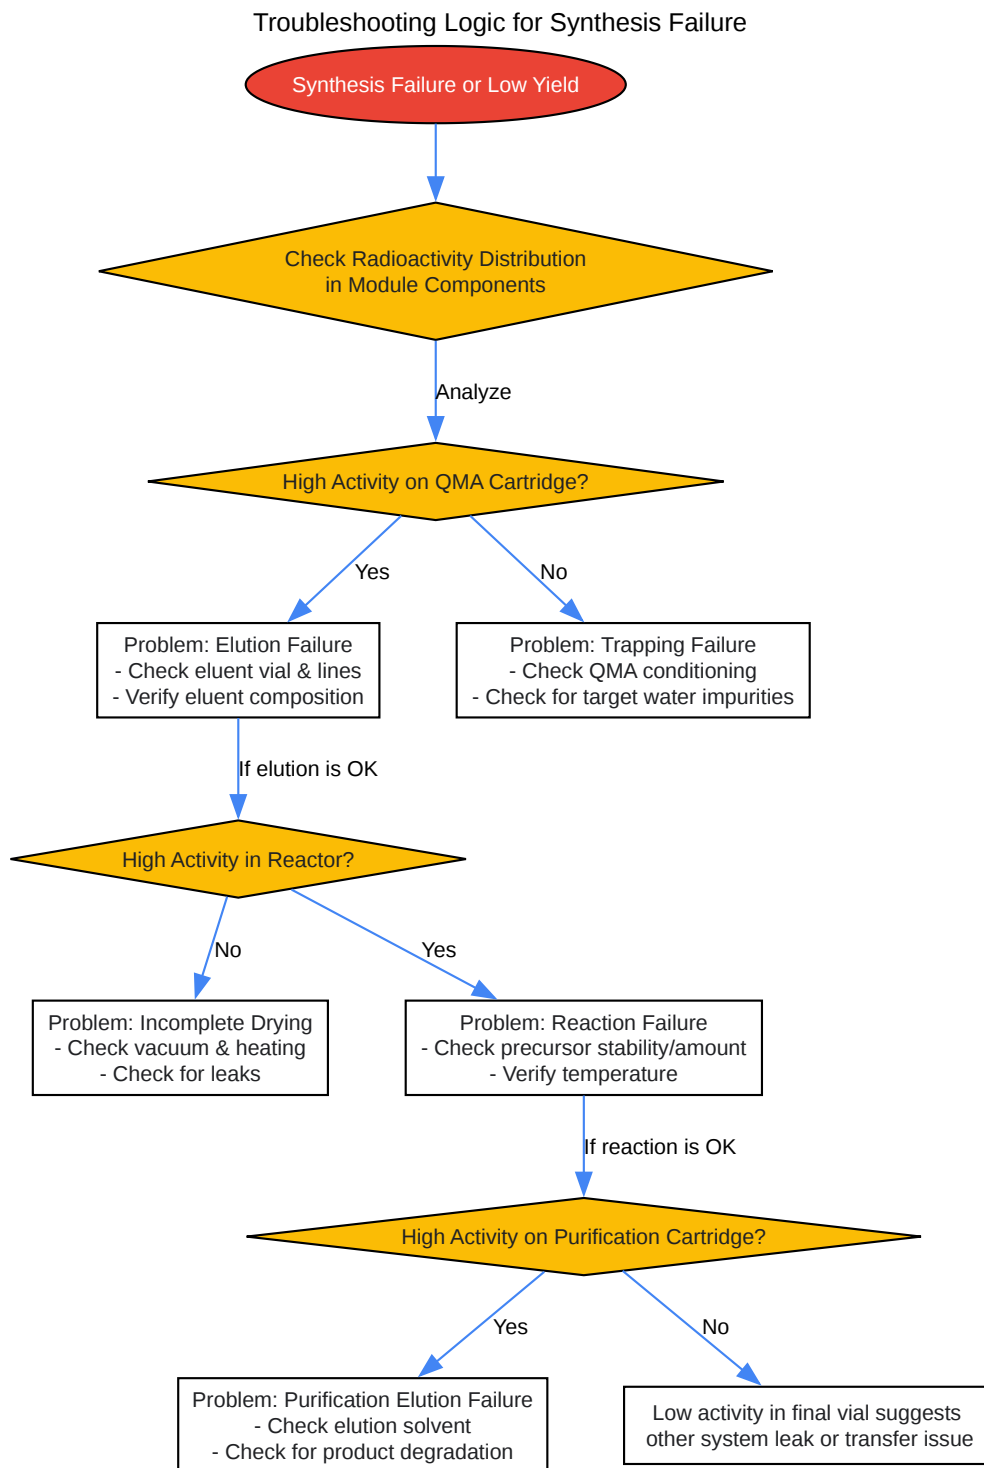 Troubleshooting Logic for Synthesis Failure
Synthesis Failure or Low Yield
Check Radioactivity Distribution
in Module Components
Analyze
High Activity on QMA Cartridge?
Yes
No
Problem: Elution Failure
- Check eluent vial & lines
- Verify eluent composition
Problem: Trapping Failure
- Check QMA conditioning
- Check for target water impurities
If elution is OK
High Activity in Reactor?
No
Yes
Problem: Incomplete Drying
- Check vacuum & heating
- Check for leaks
Problem: Reaction Failure
- Check precursor stability/amount
- Verify temperature
If reaction is OK
High Activity on Purification Cartridge?
Yes
No
Problem: Purification Elution Failure
- Check elution solvent
- Check for product degradation
Low activity in final vial suggests
other system leak or transfer issue